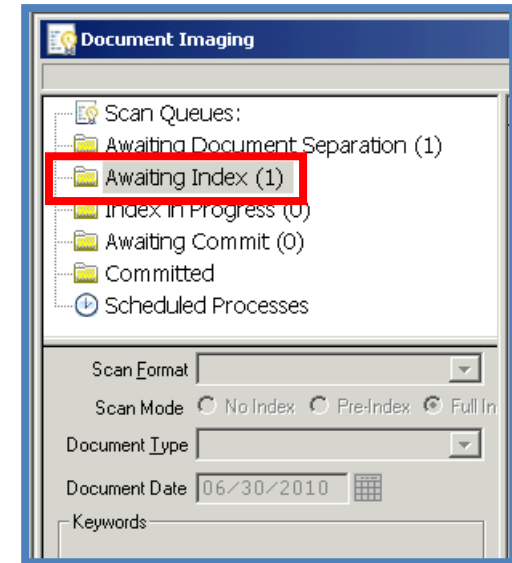 Document Imaging
Scan Queues:
Awaiting Document Separation (1)
Awaiting Index (1)
Index in Progress (0)
Awaiting Commit (0)
Committed
Scheduled Processes
Scan Format
Scan Mode No Index Pre-Index Full In
Document Type
Document Date 06/30/2010
Keywords